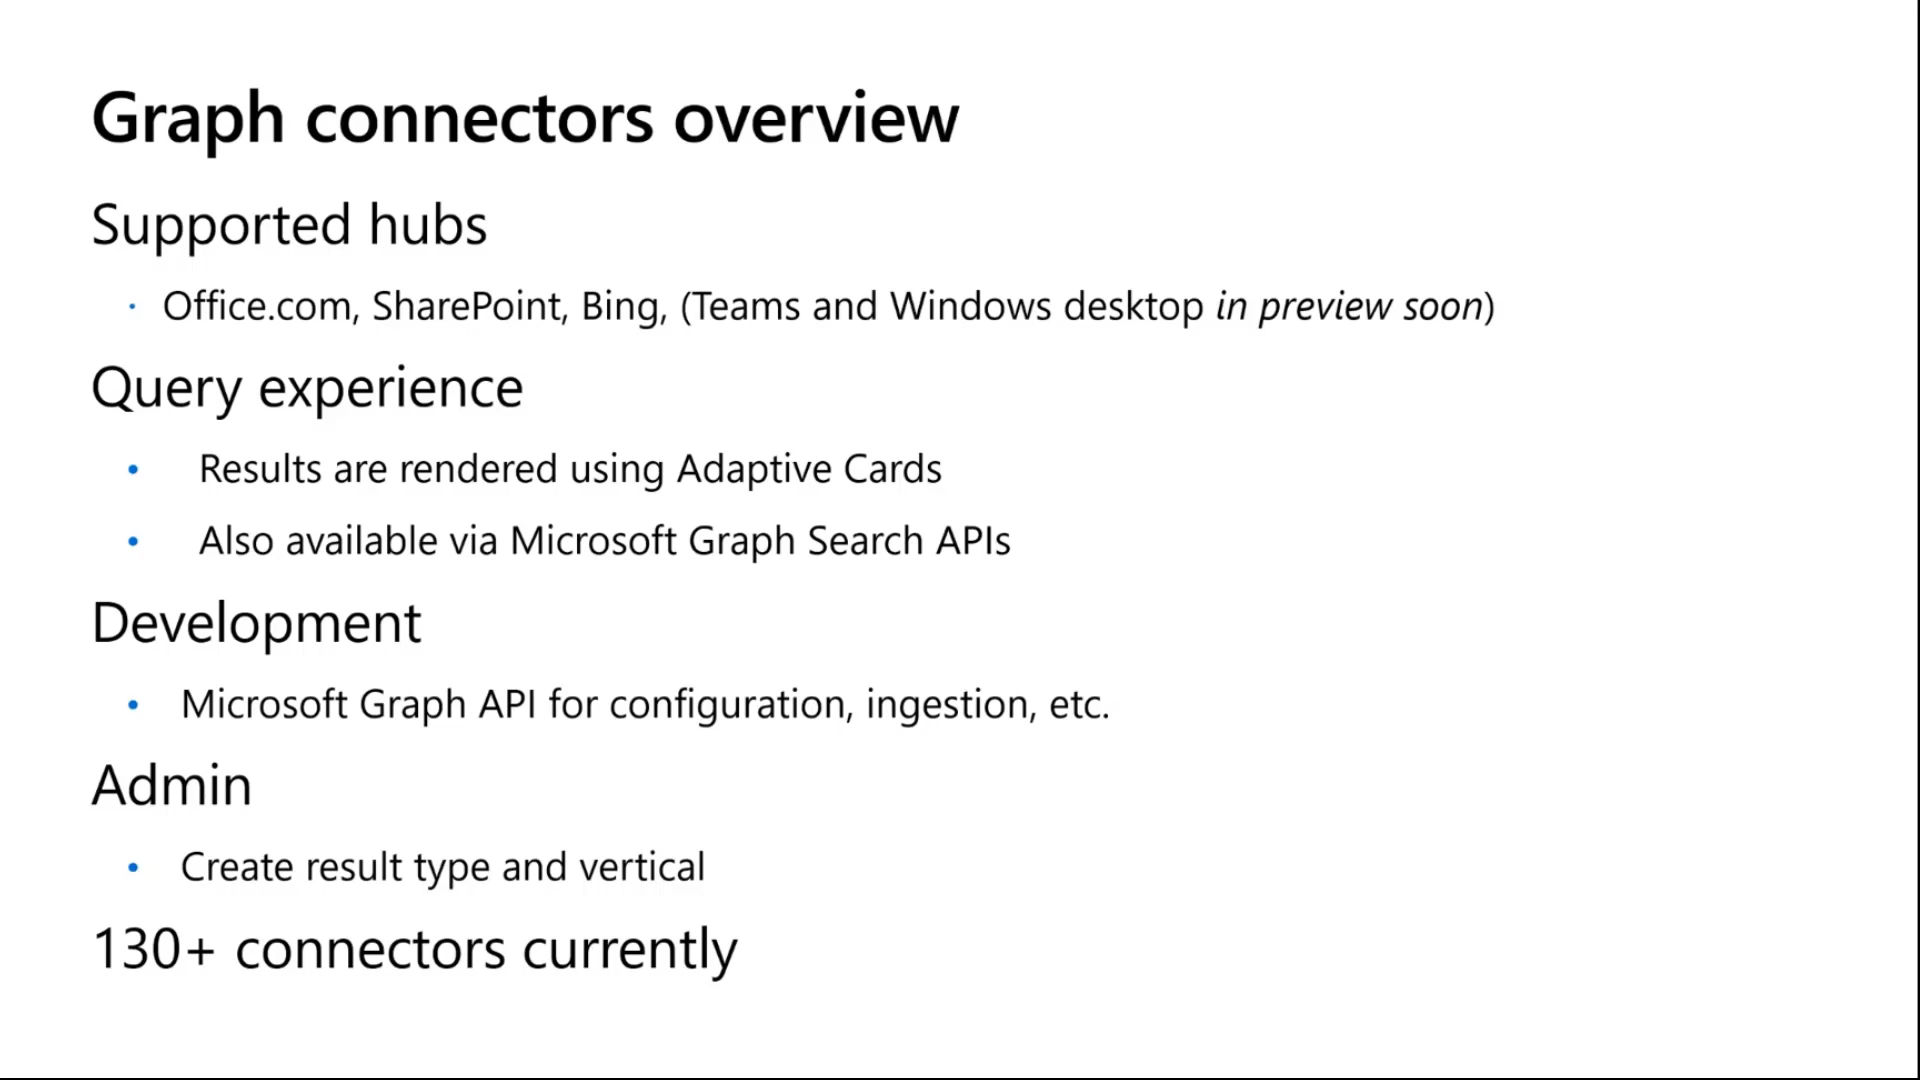 Graph connectors overview
Supported hubs
· Office.com, SharePoint, Bing, (Teams and Windows desktop in preview soon)
Query experience
• Results are rendered using Adaptive Cards
• Also available via Microsoft Graph Search APIs
Development
• Microsoft Graph API for configuration, ingestion, etc.
Admin
• Create result type and vertical
130+ connectors currently